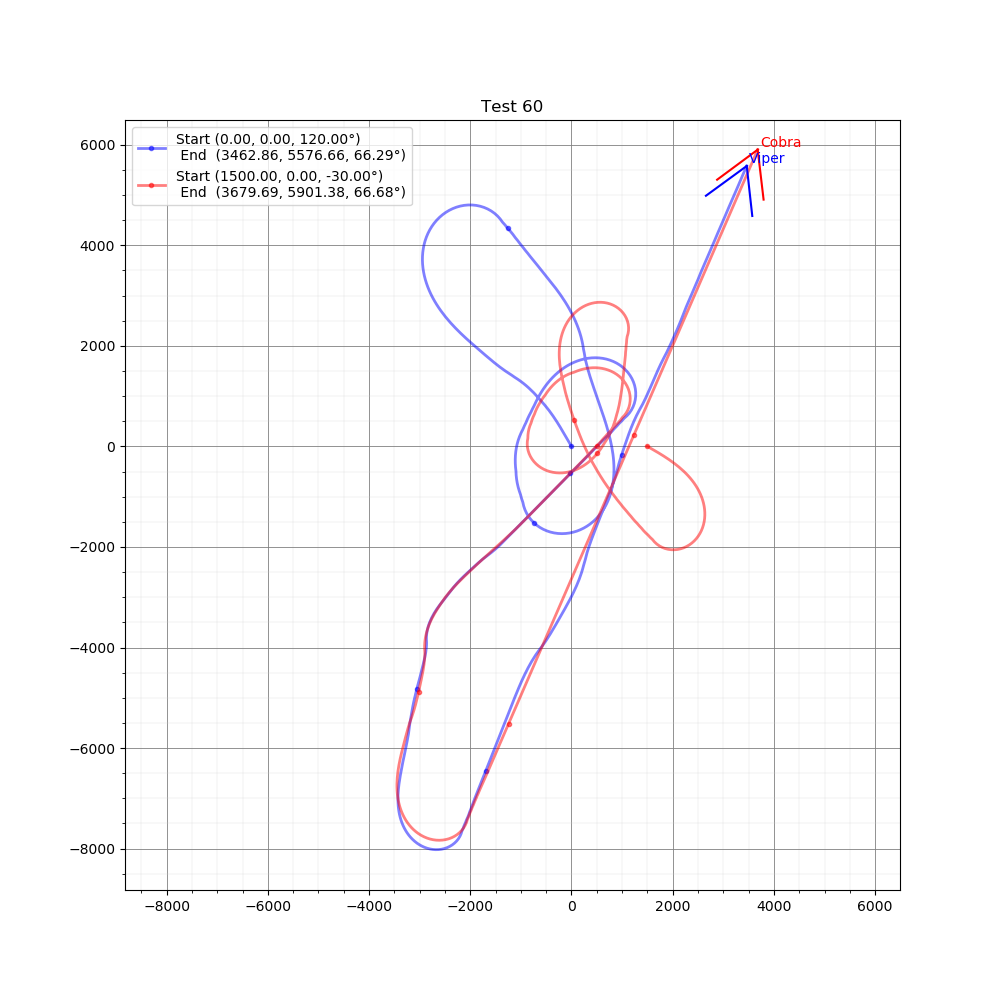 Test 60
Start (0.00, 0.00, 120.00°)
End (3462.86, 5576.66, 66.29°)
Start (1500.00, 0.00, -30.00°)
End (3679.69, 5901.38, 66.68°)
Cobra
Viper
6000
4000
2000
0
−2000
−4000
−6000
−8000
−8000 −6000 −4000 −2000 0 2000 4000 6000